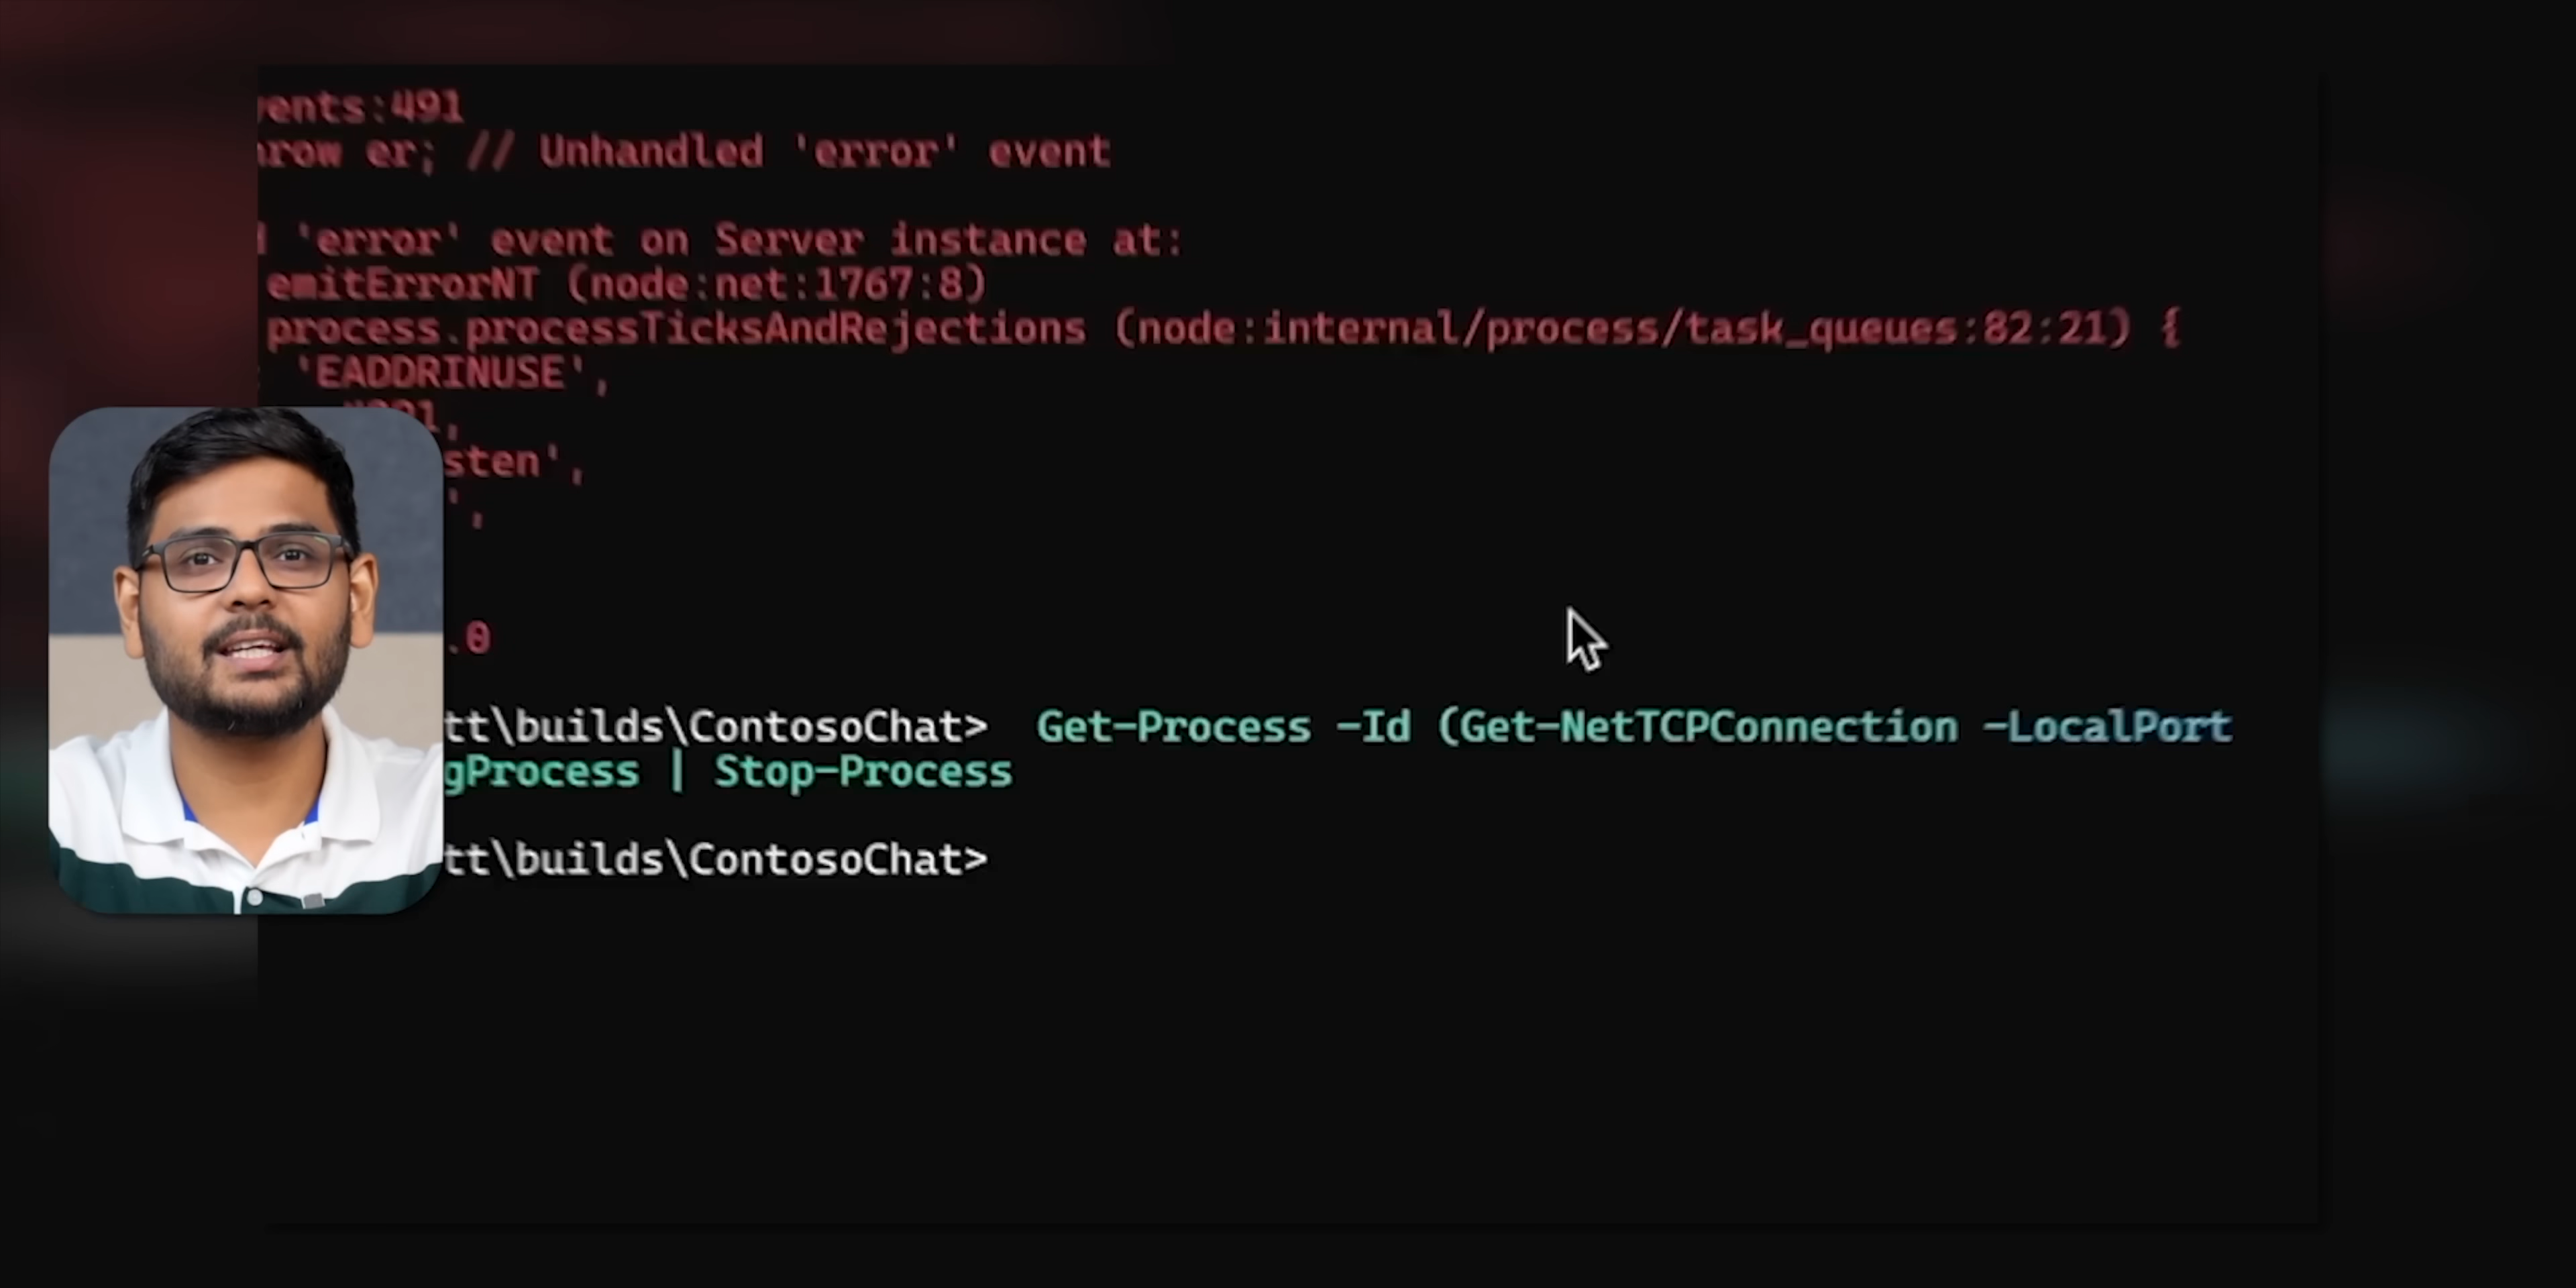 vents:491
hrow er; // Unhandled 'error' event
'error' event on Server instance at:
emitErrorNT (node:net:1767:8)
process.processTicksAndRejections (node:internal/process/task_queues:82:21) {
'EADDRINUSE',
sten',
',
.0
tt\builds\ContosoChat>  Get-Process -Id (Get-NetTCPConnection -LocalPort
gProcess | Stop-Process
tt\builds\ContosoChat>